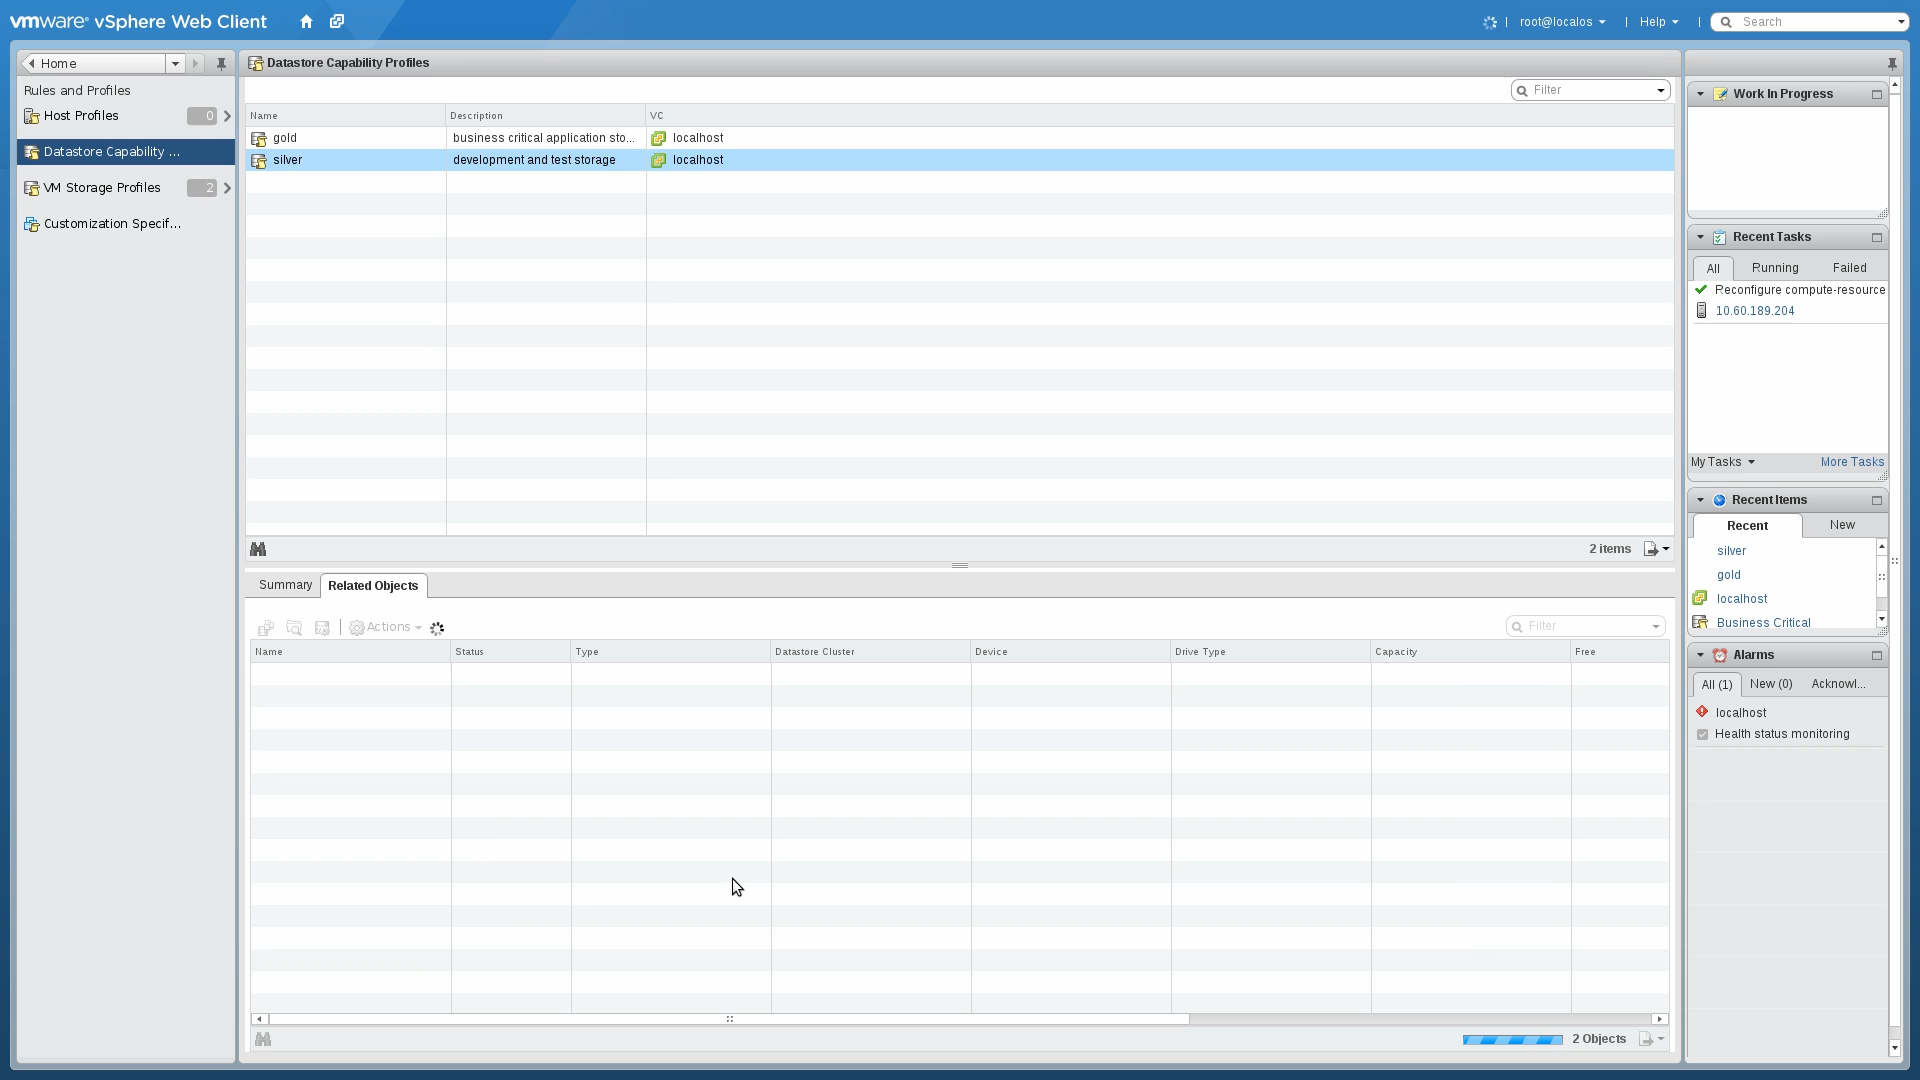 vmware® vSphere Web Client
root@localos
Help
Search
Home
Rules and Profiles
Host Profiles
0
Datastore Capability ...
VM Storage Profiles
2
Customization Specif...
Datastore Capability Profiles
Filter
Name
Description
VC
gold
business critical application sto...
localhost
silver
development and test storage
localhost
2 items
Summary
Related Objects
Actions
Filter
Name
Status
Type
Datastore Cluster
Device
Drive Type
Capacity
Free
2 Objects
Work In Progress
Recent Tasks
All
Running
Failed
Reconfigure compute-resource
10.60.189.204
My Tasks
More Tasks
Recent Items
Recent
New
silver
gold
localhost
Business Critical
Alarms
All (1)
New (0)
Acknowl...
localhost
Health status monitoring